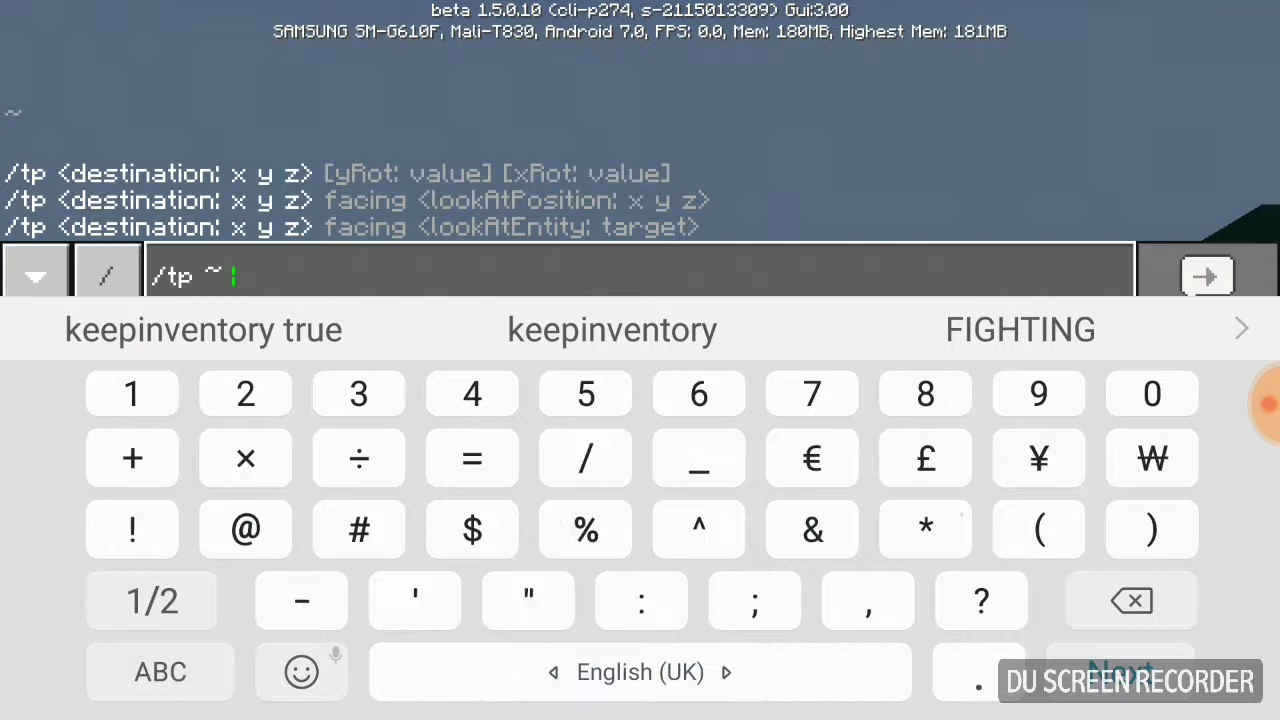 beta 1.5.0.10 (cli-p274, s-2115013309) Gui:3.00
SAMSUNG SM-G610F, Mali-T830, Android 7.0, FPS: 0.0, Mem: 180MB, Highest Mem: 181MB
~
/tp <destination: x y z> [yRot: value] [xRot: value]
/tp <destination: x y z> facing <lookAtPosition: x y z>
/tp <destination: x y z> facing <lookAtEntity: target>
/ /tp ~
keepinventory true keepinventory FIGHTING
1 2 3 4 5 6 7 8 9 0
+ × ÷ = / _ € £ ¥ ₩
! @ # $ % ^ & * ( )
1/2 - ' " : ; , ?
ABC English (UK) . Next
DU SCREEN RECORDER